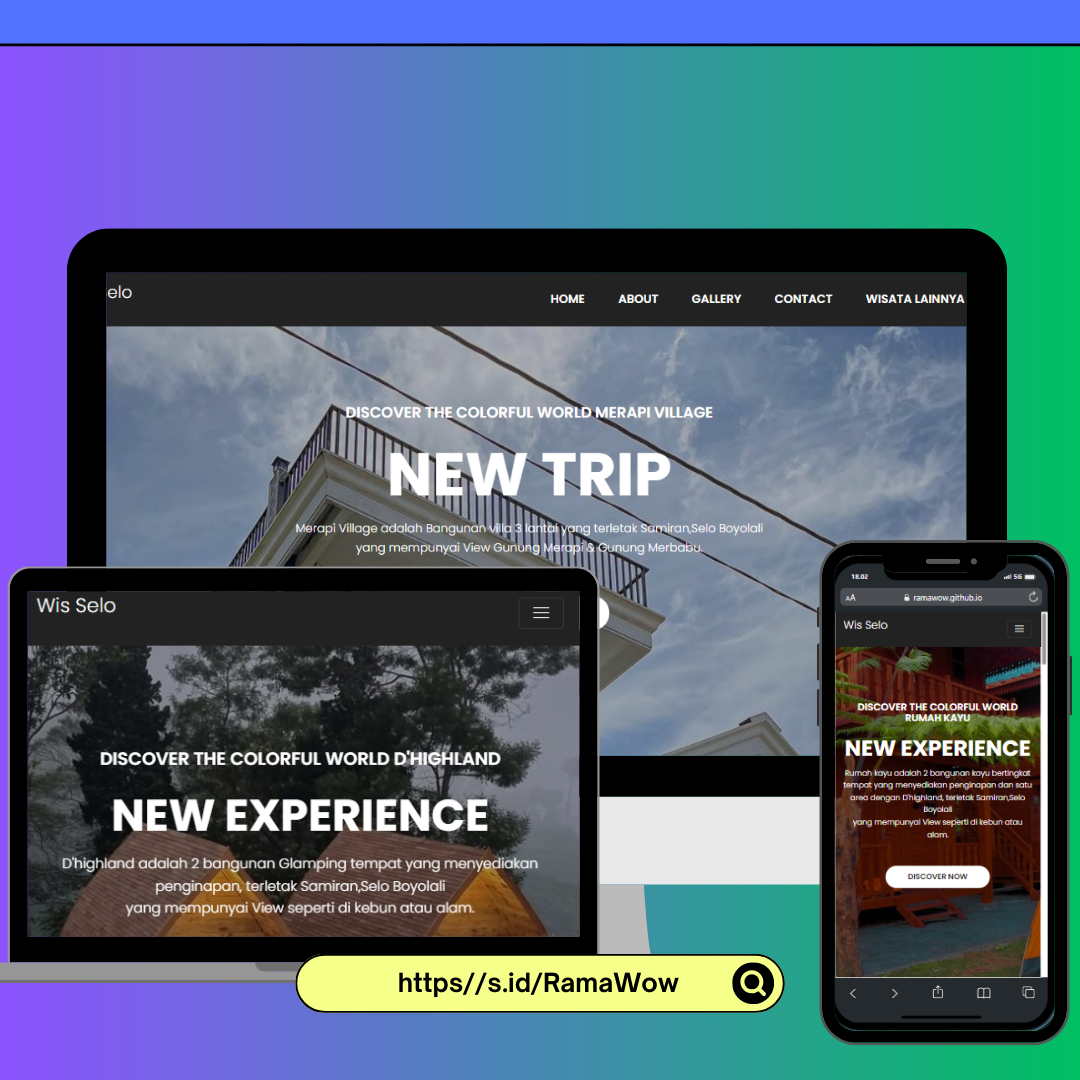 elo
HOME ABOUT GALLERY CONTACT WISATA LAINNYA
DISCOVER THE COLORFUL WORLD MERAPI VILLAGE
NEW TRIP
Merapi Village adalah Bangunan villa 3 lantai yang terletak Samiran,Selo Boyolali
yang mempunyai View Gunung Merapi & Gunung Merbabu.
Wis Selo
DISCOVER THE COLORFUL WORLD D'HIGHLAND
NEW EXPERIENCE
D'highland adalah 2 bangunan Glamping tempat yang menyediakan
penginapan, terletak Samiran,Selo Boyolali
yang mempunyai View seperti di kebun atau alam.
18.02 5G
AA ramawow.github.io
Wis Selo
DISCOVER THE COLORFUL WORLD
RUMAH KAYU
NEW EXPERIENCE
Rumah kayu adalah 2 bangunan kayu bertingkat
tempat yang menyediakan penginapan dan satu
area dengan D'highland, terletak Samiran,Selo
Boyolali
yang mempunyai View seperti di kebun atau
alam.
DISCOVER NOW
https//s.id/RamaWow